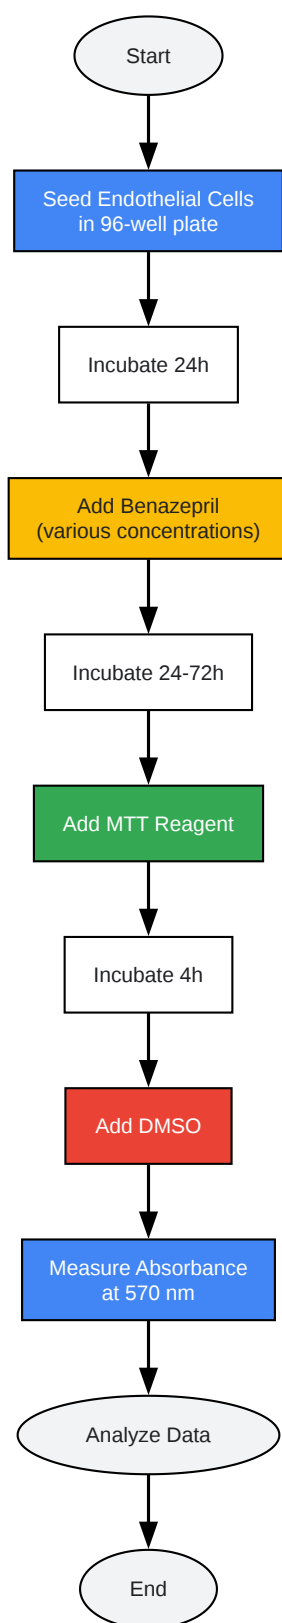 Start
Seed Endothelial Cells
in 96-well plate
Incubate 24h
Add Benazepril
(various concentrations)
Incubate 24-72h
Add MTT Reagent
Incubate 4h
Add DMSO
Measure Absorbance
at 570 nm
Analyze Data
End